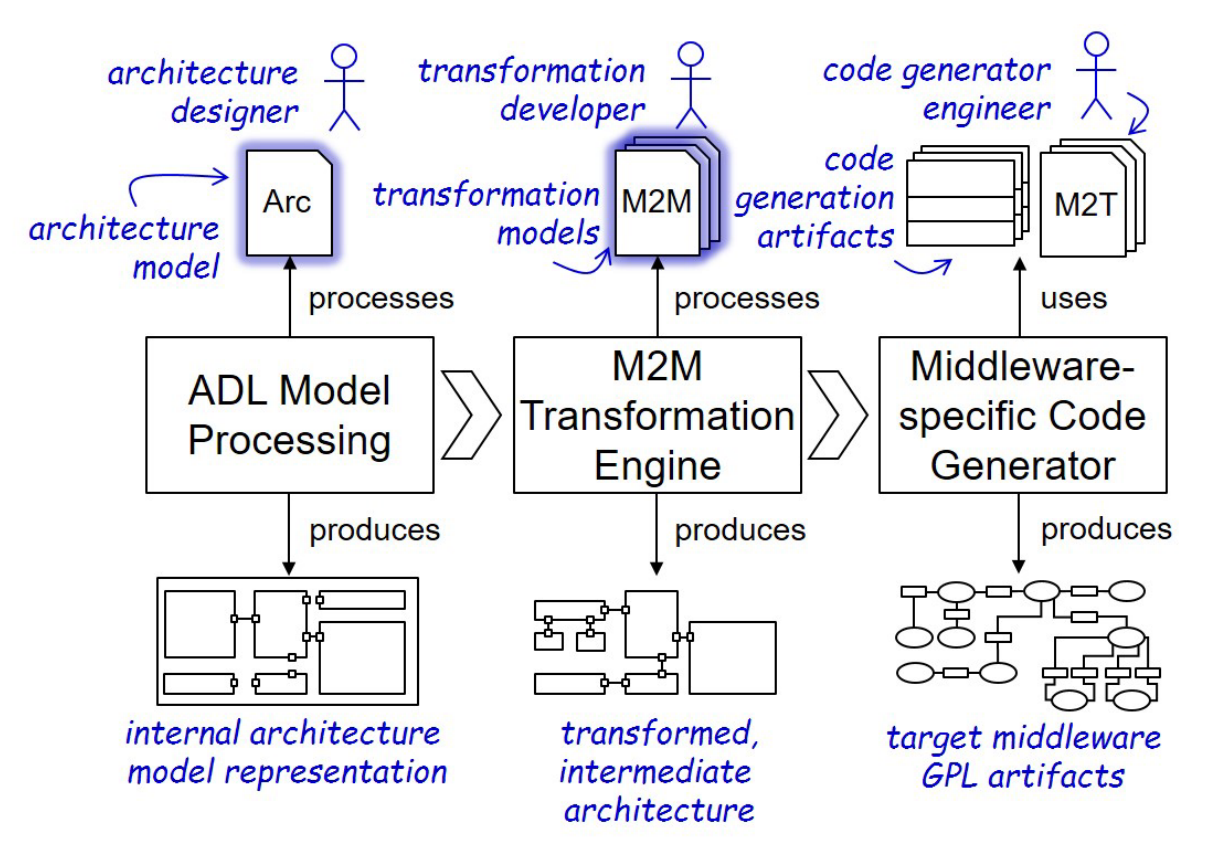 architecture
designer
transformation
developer
code generator
engineer
Arc
architecture
model
M2M
transformation
models
code
generation
artifacts
M2T
processes
processes
uses
ADL Model
Processing
M2M
Transformation
Engine
Middleware-
specific Code
Generator
produces
produces
produces
internal architecture
model representation
transformed,
intermediate
architecture
target middleware
GPL artifacts